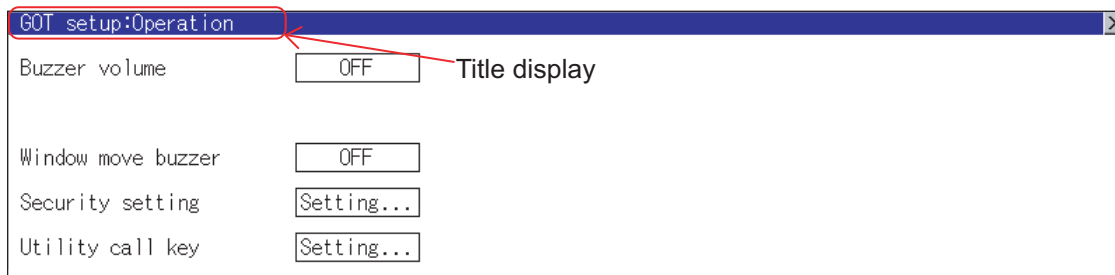 GOT setup:Operation
Buzzer volume OFF Title display
Window move buzzer OFF
Security setting Setting...
Utility call key Setting...